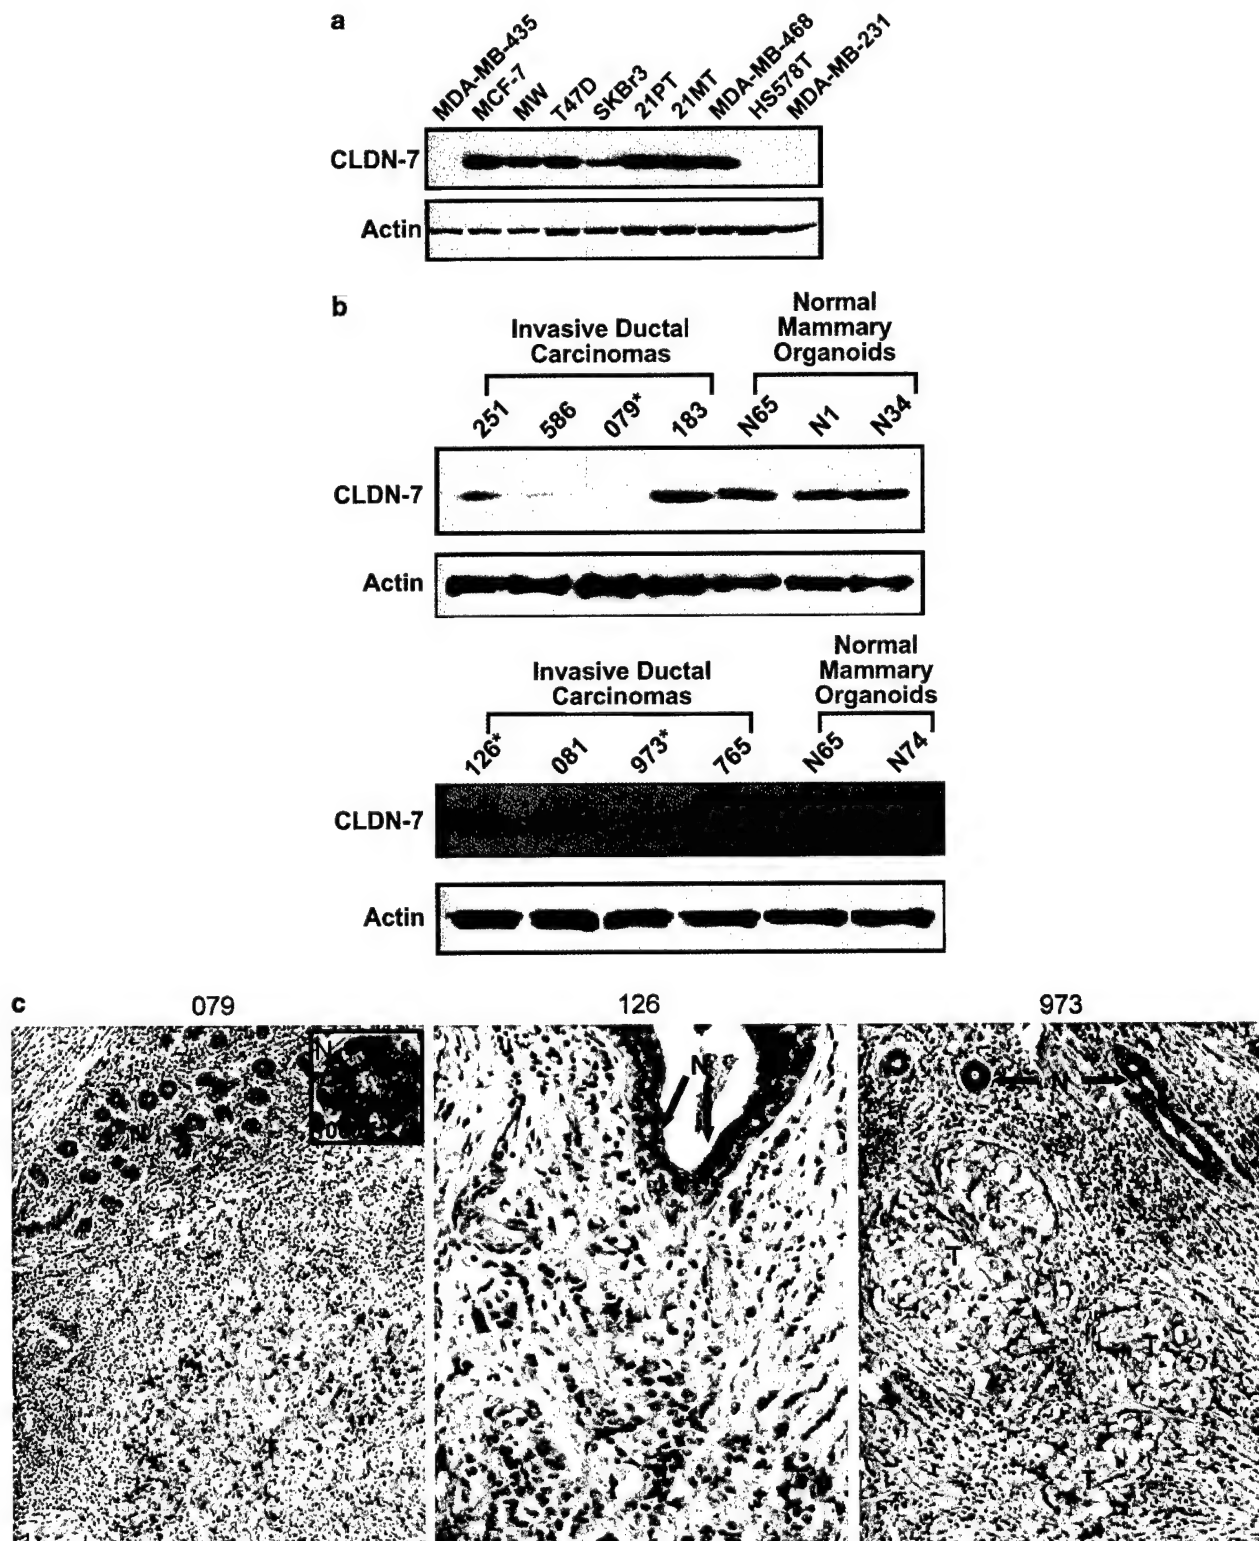 a
MDA-MB-435
MCF-7
MW
T47D
SKBr3
21PT
21MT
MDA-MB-468
HS578T
MDA-MB-231
CLDN-7
Actin
b
Invasive Ductal
Carcinomas
Normal
Mammary
Organoids
251
586
079*
183
N65
N1
N34
CLDN-7
Actin
Invasive Ductal
Carcinomas
Normal
Mammary
Organoids
126*
081
973*
765
N65
N74
CLDN-7
Actin
c
079
126
973
N
N
T
N
N
T
T
T